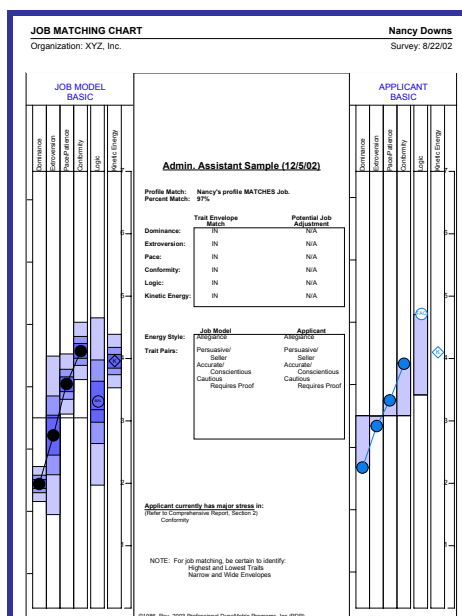 JOB MATCHING CHART
Nancy Downs
Organization: XYZ, Inc.
Survey: 8/22/02
JOB MODEL
BASIC
APPLICANT
BASIC
Dominance
Extroversion
Pace/Patience
Conformity
Logic
Kinetic Energy
Dominance
Extroversion
Pace/Patience
Conformity
Logic
Kinetic Energy
Admin. Assistant Sample (12/5/02)
Profile Match: Nancy's profile MATCHES Job.
Percent Match: 97%
Trait Envelope Potential Job
Match Adjustment
Dominance: IN N/A
Extroversion: IN N/A
Pace: IN N/A
Conformity: IN N/A
Logic: IN N/A
Kinetic Energy: IN N/A
Job Model Applicant
Energy Style: Allegiance Allegiance
Trait Pairs: Persuasive/ Persuasive/
Seller Seller
Accurate/ Accurate/
Conscientious Conscientious
Cautious Cautious
Requires Proof Requires Proof
Applicant currently has major stress in:
(Refer to Comprehensive Report, Section 2)
Conformity
NOTE: For job matching, be certain to identify:
Highest and Lowest Traits
Narrow and Wide Envelopes
7
6
5
4
3
2
1
7
6
5
4
3
2
1